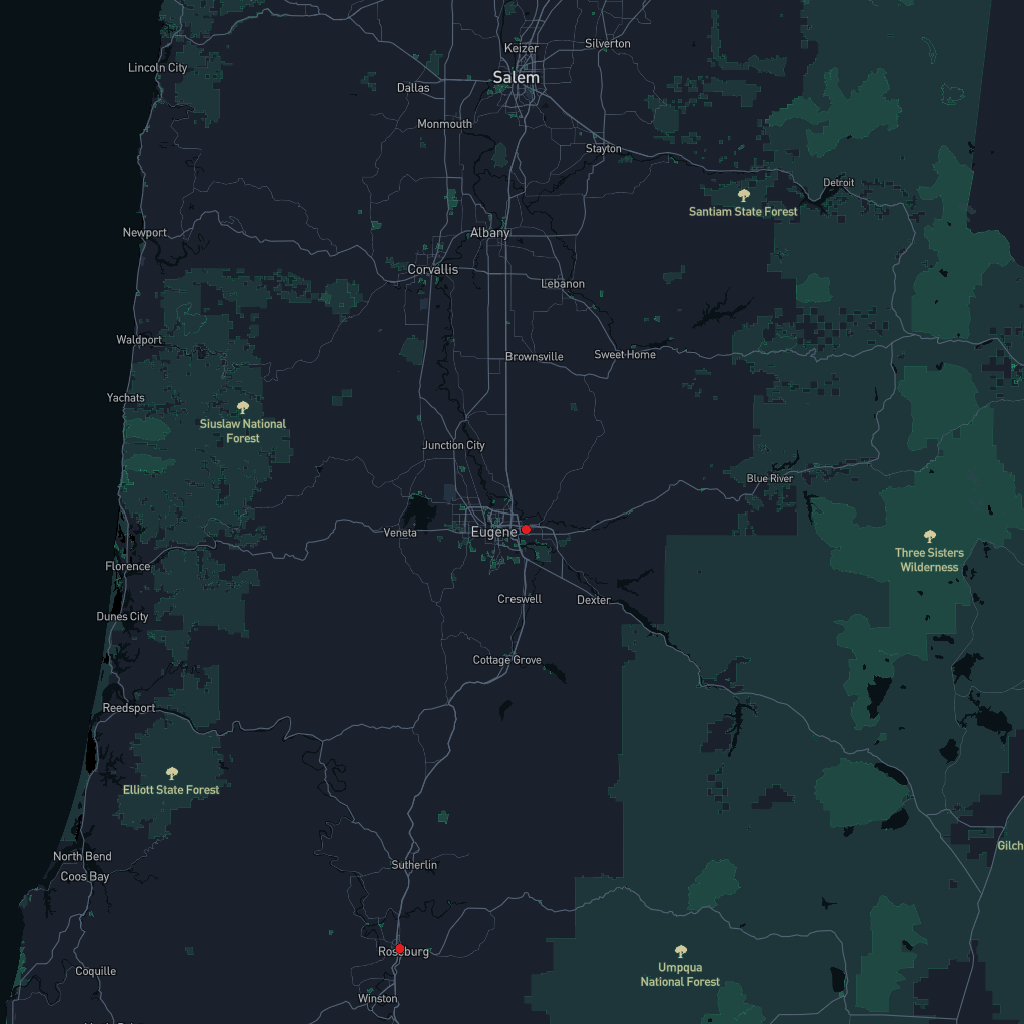 Keizer
Silverton
Lincoln City
Salem
Dallas
Monmouth
Stayton
Detroit
Santiam State Forest
Newport
Albany
Corvallis
Lebanon
Waldport
Brownsville
Sweet Home
Yachats
Siuslaw National
Forest
Junction City
Blue River
Veneta
Eugene
Three Sisters
Wilderness
Florence
Creswell
Dexter
Dunes City
Cottage Grove
Reedsport
Elliott State Forest
Gilch
North Bend
Sutherlin
Coos Bay
Roseburg
Umpqua
National Forest
Coquille
Winston